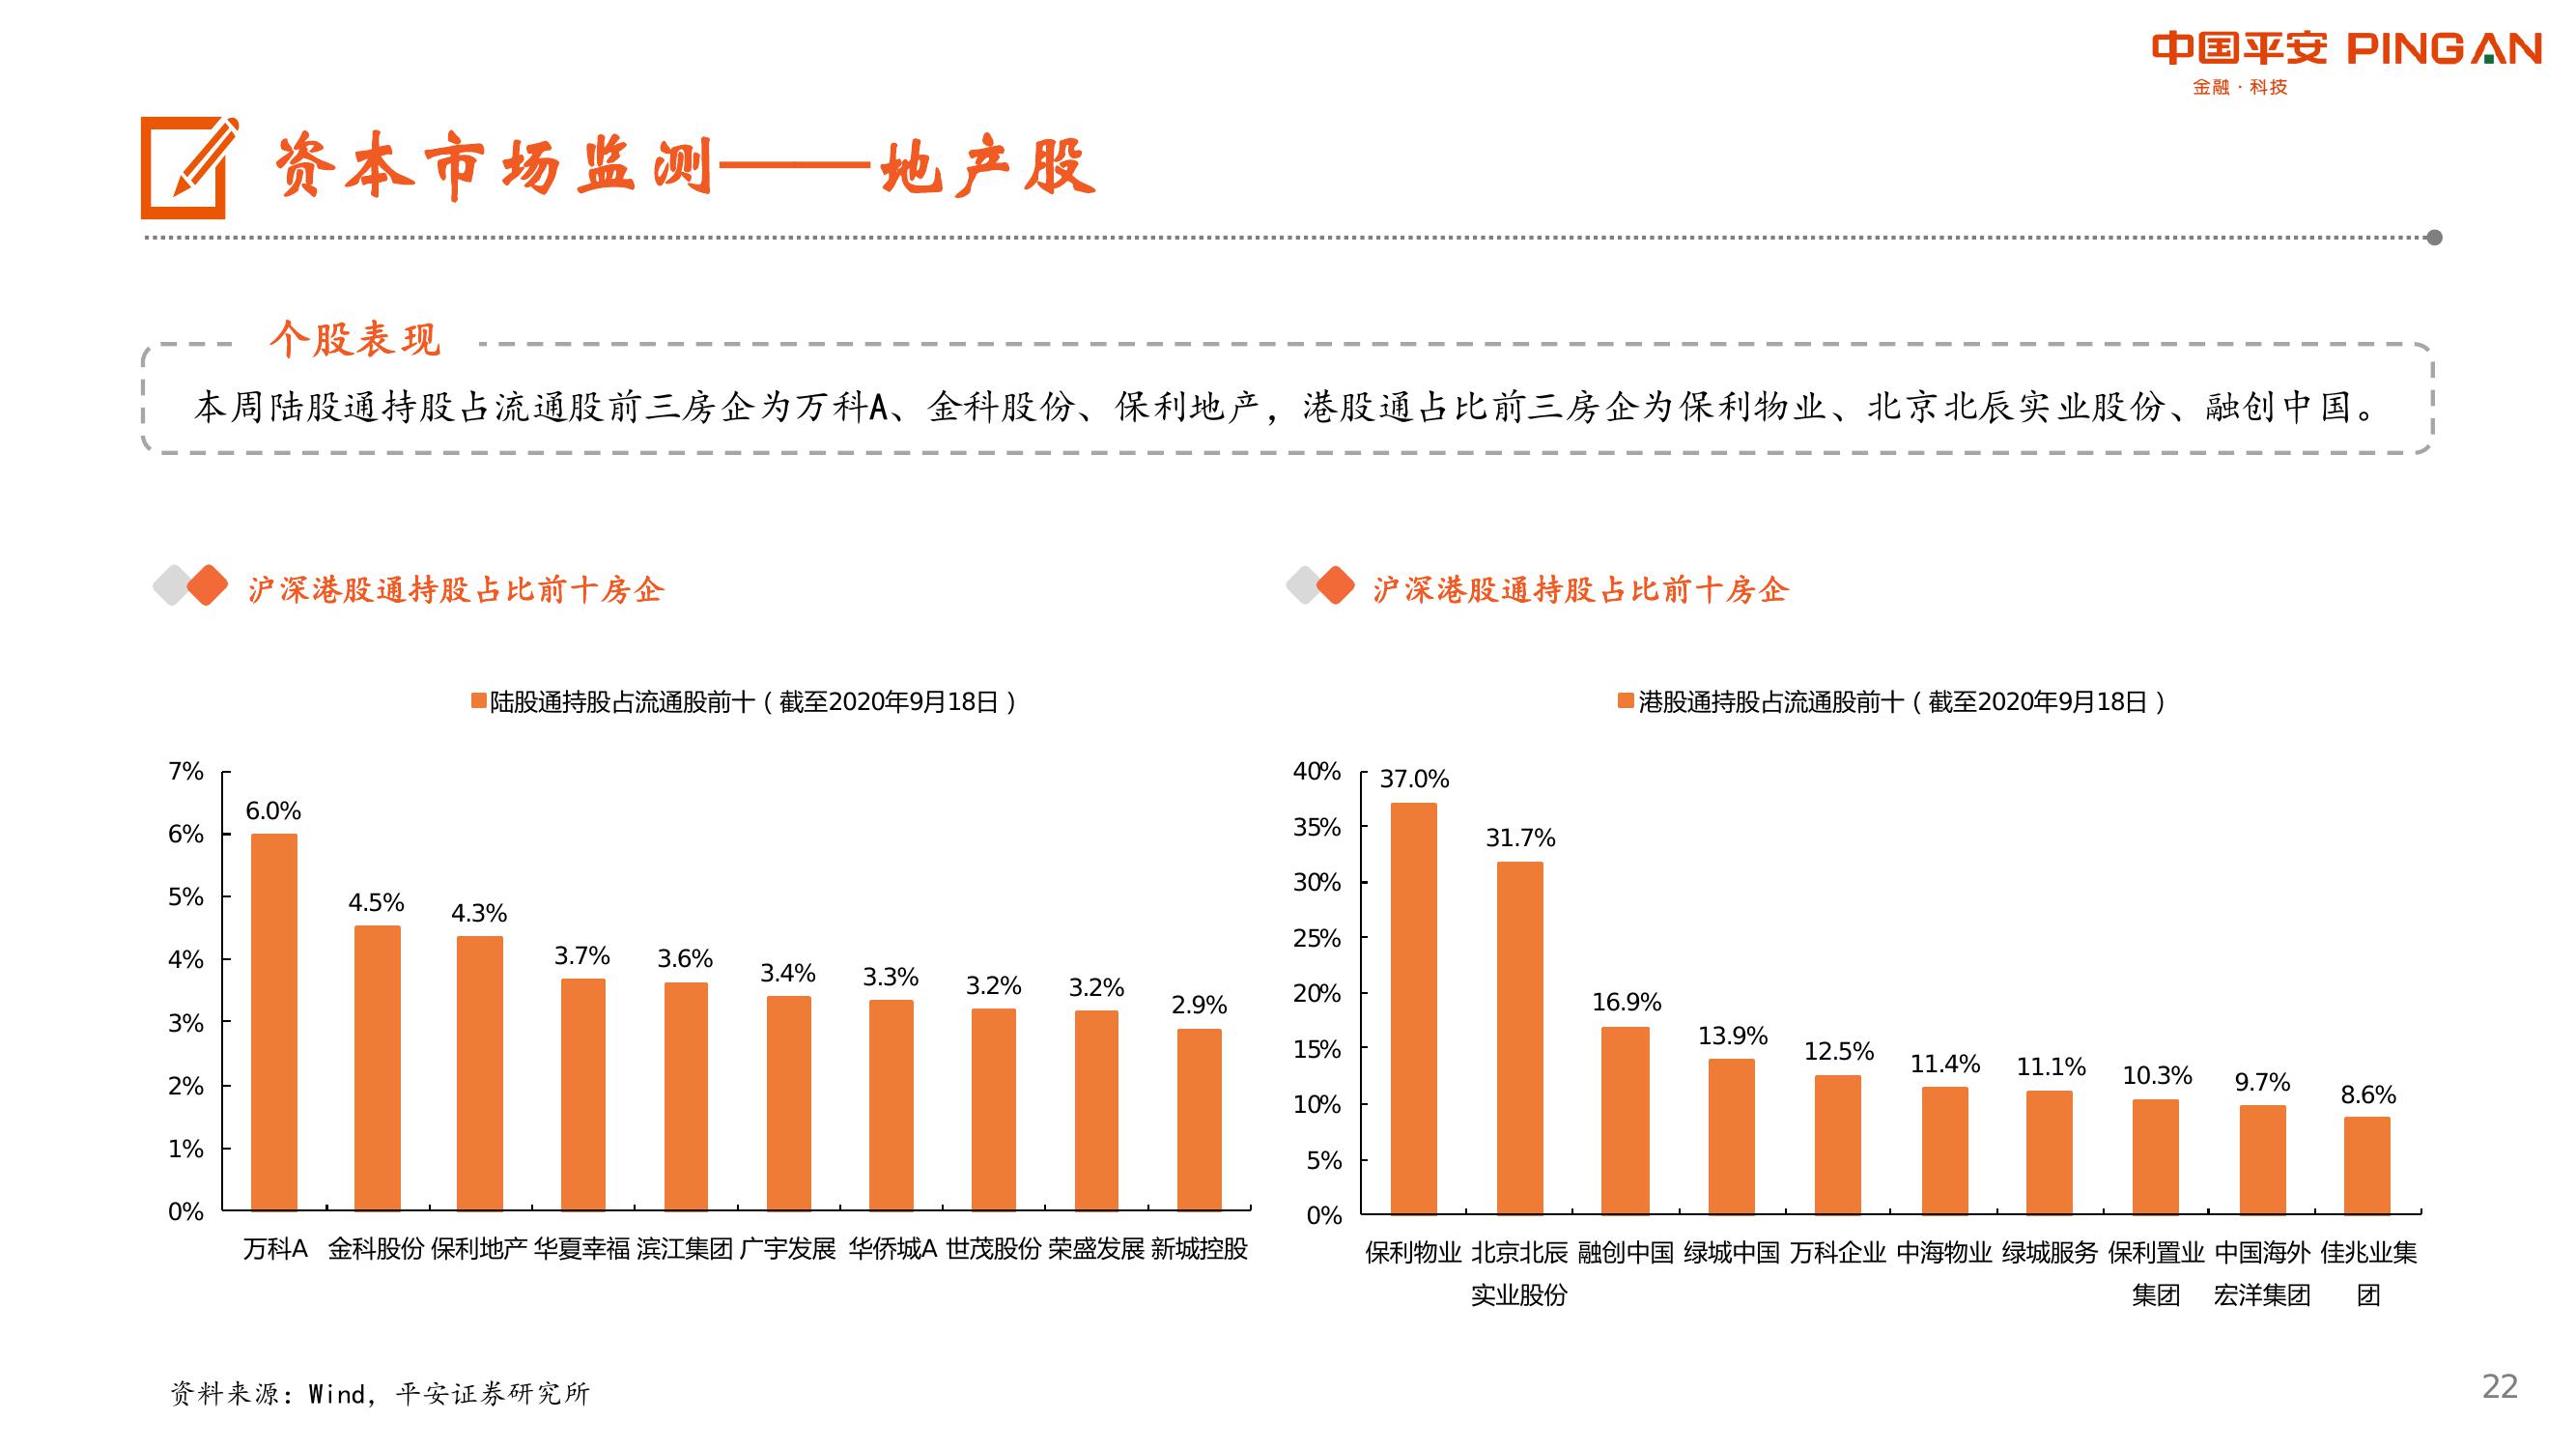 中国平安 PINGAN
金融·科技
资本市场监测——地产股
个股表现
本周陆股通持股占流通股前三房企为万科A、金科股份、保利地产，港股通占比前三房企为保利物业、北京北辰实业股份、融创中国。
沪深港股通持股占比前十房企
陆股通持股占流通股前十（截至2020年9月18日）
7%
6%
5%
4%
3%
2%
1%
0%
6.0%
4.5%
4.3%
3.7%
3.6%
3.4%
3.3%
3.2%
3.2%
2.9%
万科A 金科股份 保利地产 华夏幸福 滨江集团 广宇发展 华侨城A 世茂股份 荣盛发展 新城控股
沪深港股通持股占比前十房企
港股通持股占流通股前十（截至2020年9月18日）
40%
35%
30%
25%
20%
15%
10%
5%
0%
37.0%
31.7%
16.9%
13.9%
12.5%
11.4%
11.1%
10.3%
9.7%
8.6%
保利物业 北京北辰 融创中国 绿城中国 万科企业 中海物业 绿城服务 保利置业 中国海外 佳兆业集
实业股份 集团 宏洋集团 团
资料来源：Wind，平安证券研究所
22